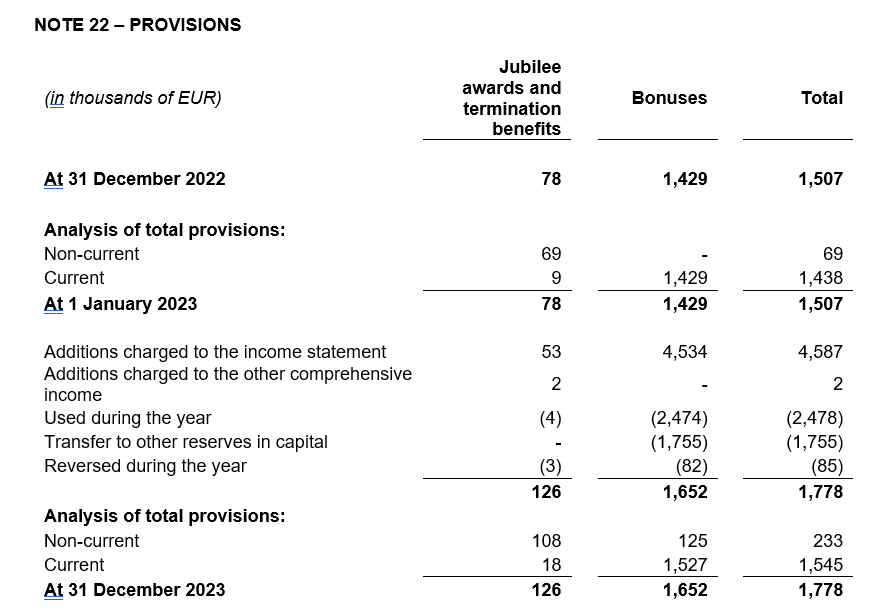 NOTE 22 – PROVISIONS
(in thousands of EUR) Jubilee awards and termination benefits Bonuses Total
At 31 December 2022 78 1,429 1,507
Analysis of total provisions:
Non-current 69 - 69
Current 9 1,429 1,438
At 1 January 2023 78 1,429 1,507
Additions charged to the income statement 53 4,534 4,587
Additions charged to the other comprehensive
income 2 - 2
Used during the year (4) (2,474) (2,478)
Transfer to other reserves in capital - (1,755) (1,755)
Reversed during the year (3) (82) (85)
126 1,652 1,778
Analysis of total provisions:
Non-current 108 125 233
Current 18 1,527 1,545
At 31 December 2023 126 1,652 1,778